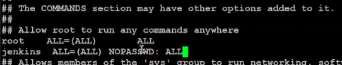 ## The COMMANDS section may have other options added to it.
##
## Allow root to run any commands anywhere
root ALL=(ALL) ALL
jenkins ALL=(ALL) NOPASSWD: ALL
## Allows members of the 'sys' group to run networking, soft